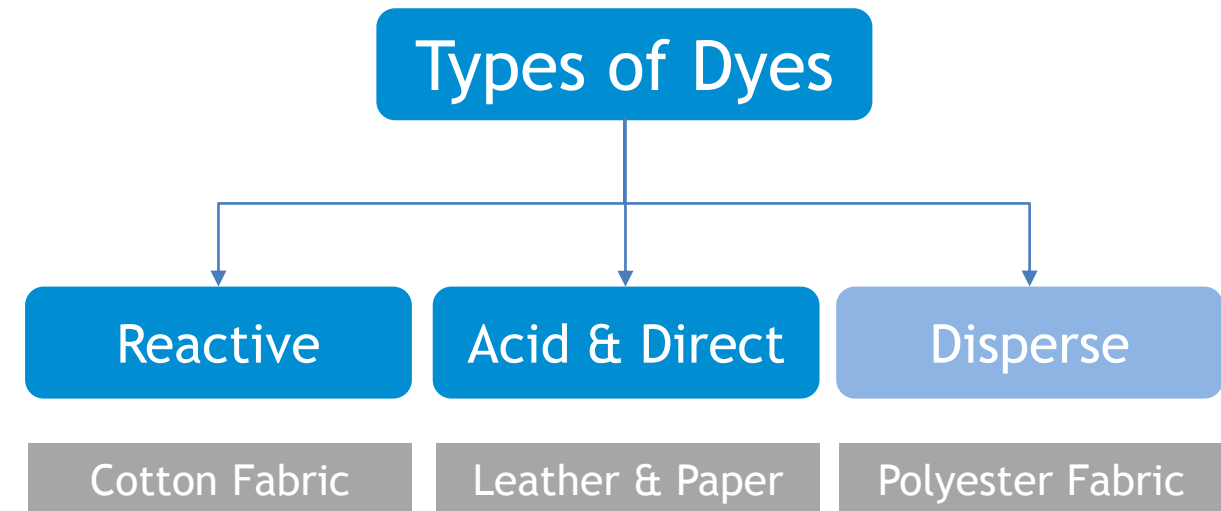 Types of Dyes
Reactive
Acid & Direct
Disperse
Cotton Fabric
Leather & Paper
Polyester Fabric